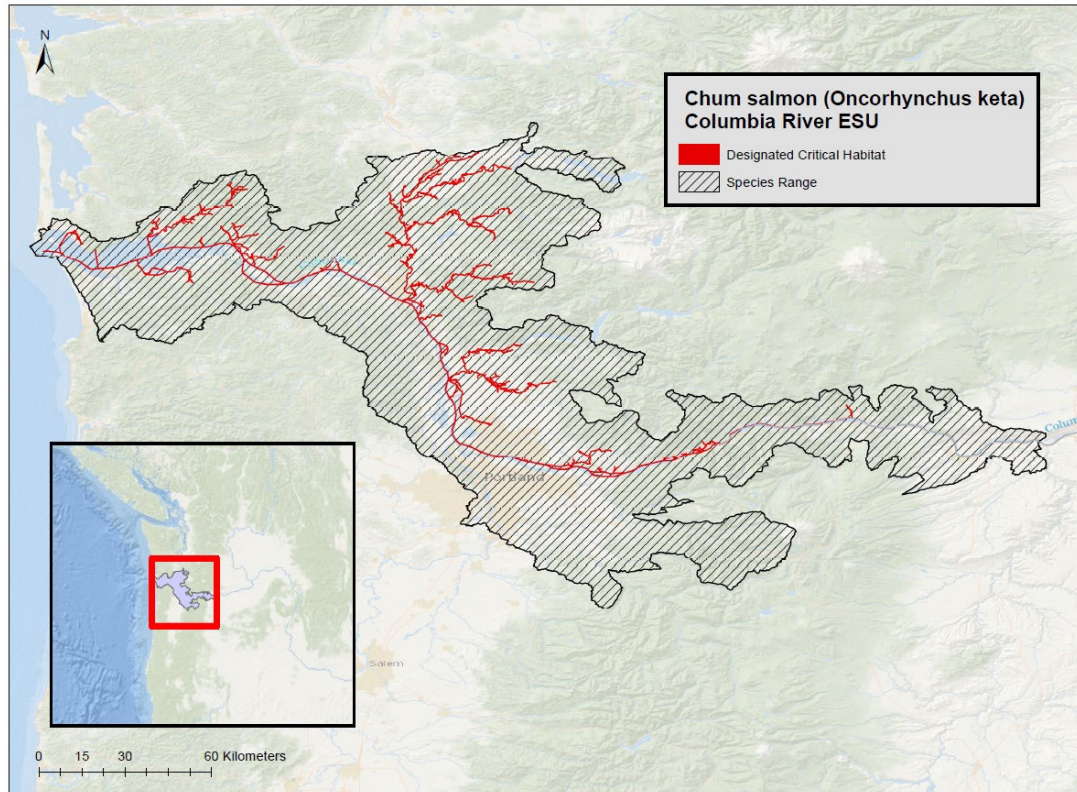 N
Chum salmon (Oncorhynchus keta)
Columbia River ESU
Designated Critical Habitat
Species Range
Colum
Portland
Salem
0 15 30 60 Kilometers